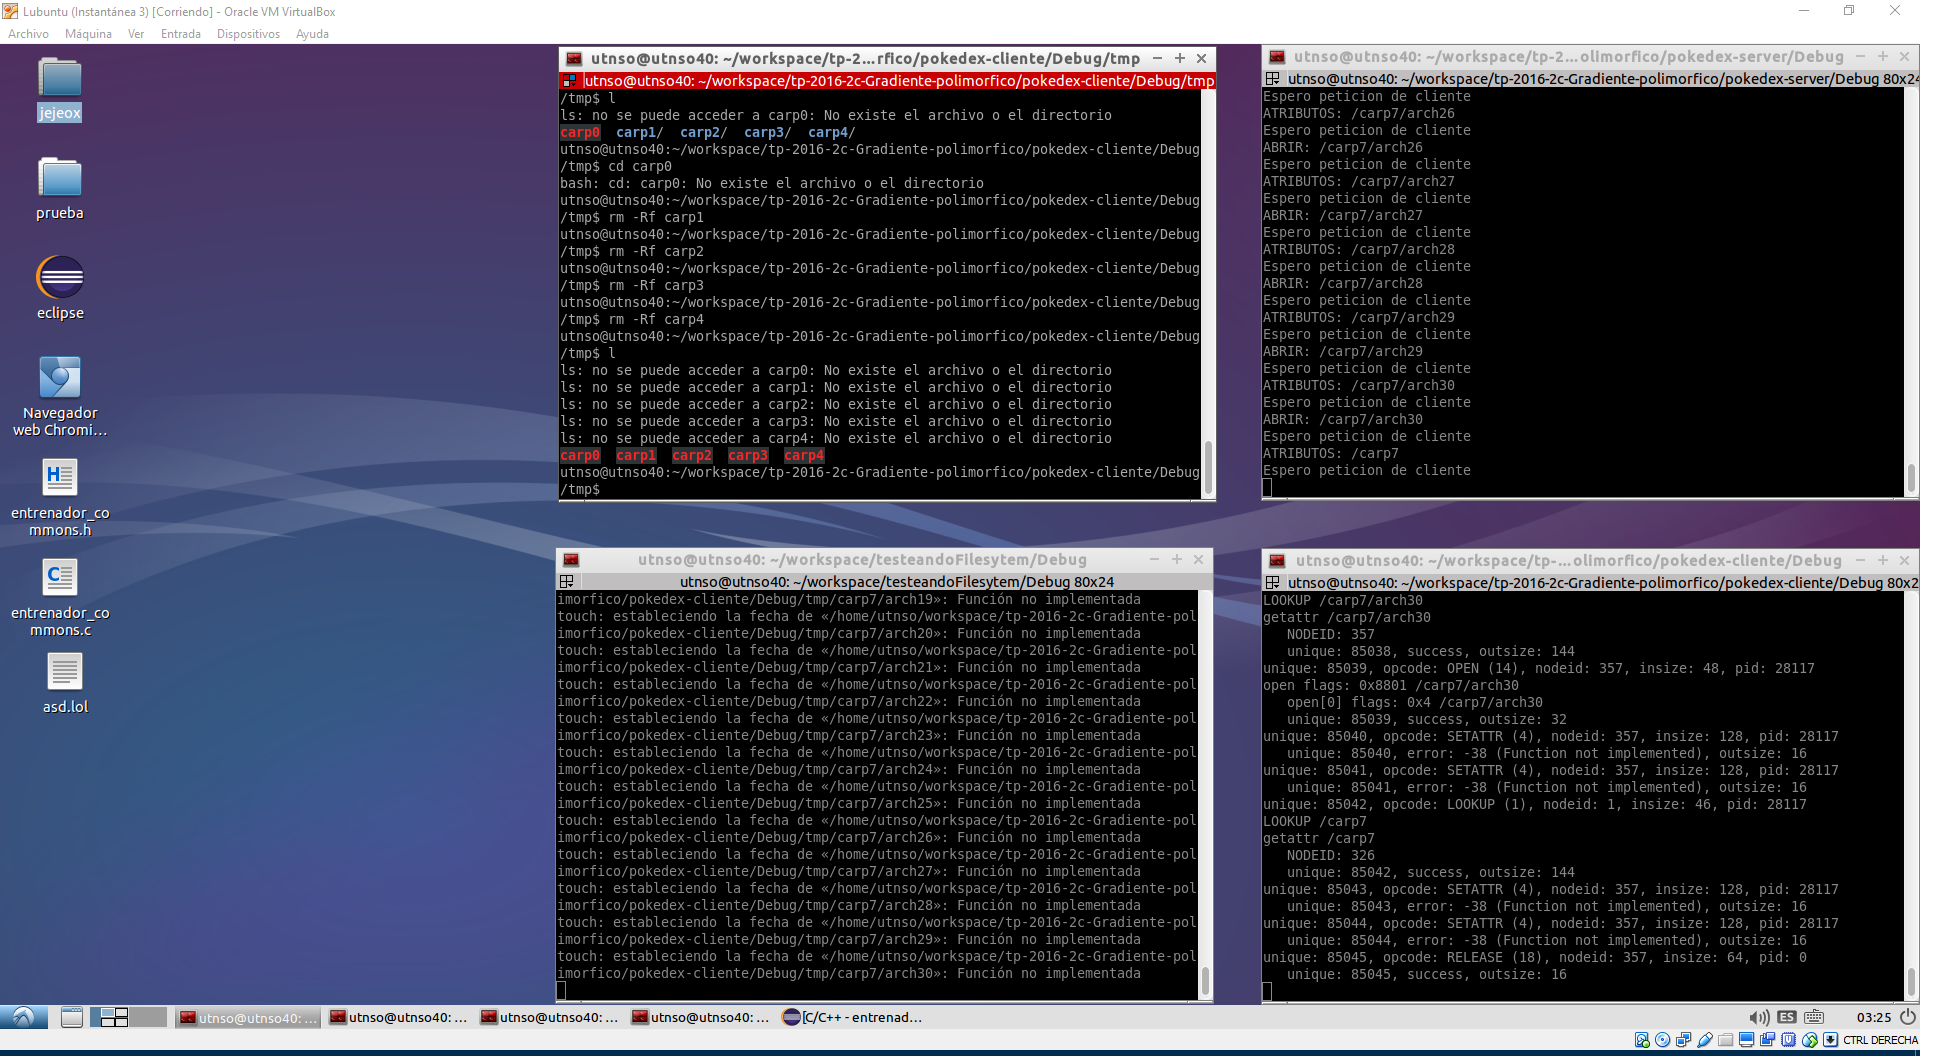 Lubuntu (Instantánea 3) [Corriendo] - Oracle VM VirtualBox
Archivo Máquina Ver Entrada Dispositivos Ayuda
jejeox
prueba
eclipse
Navegador
web Chromi...
entrenador_co
mmons.h
entrenador_co
mmons.c
asd.lol
utnso@utnso40: ~/workspace/tp-2...rfico/pokedex-cliente/Debug/tmp
utnso@utnso40: ~/workspace/tp-2016-2c-Gradiente-polimorfico/pokedex-cliente/Debug/tmp
/tmp$ l
ls: no se puede acceder a carp0: No existe el archivo o el directorio
carp0 carp1/ carp2/ carp3/ carp4/
utnso@utnso40:~/workspace/tp-2016-2c-Gradiente-polimorfico/pokedex-cliente/Debug
/tmp$ cd carp0
bash: cd: carp0: No existe el archivo o el directorio
utnso@utnso40:~/workspace/tp-2016-2c-Gradiente-polimorfico/pokedex-cliente/Debug
/tmp$ rm -Rf carp1
utnso@utnso40:~/workspace/tp-2016-2c-Gradiente-polimorfico/pokedex-cliente/Debug
/tmp$ rm -Rf carp2
utnso@utnso40:~/workspace/tp-2016-2c-Gradiente-polimorfico/pokedex-cliente/Debug
/tmp$ rm -Rf carp3
utnso@utnso40:~/workspace/tp-2016-2c-Gradiente-polimorfico/pokedex-cliente/Debug
/tmp$ rm -Rf carp4
utnso@utnso40:~/workspace/tp-2016-2c-Gradiente-polimorfico/pokedex-cliente/Debug
/tmp$ l
ls: no se puede acceder a carp0: No existe el archivo o el directorio
ls: no se puede acceder a carp1: No existe el archivo o el directorio
ls: no se puede acceder a carp2: No existe el archivo o el directorio
ls: no se puede acceder a carp3: No existe el archivo o el directorio
ls: no se puede acceder a carp4: No existe el archivo o el directorio
carp0 carp1 carp2 carp3 carp4
utnso@utnso40:~/workspace/tp-2016-2c-Gradiente-polimorfico/pokedex-cliente/Debug
/tmp$
utnso@utnso40: ~/workspace/tp-2...olimorfico/pokedex-server/Debug
utnso@utnso40: ~/workspace/tp-2016-2c-Gradiente-polimorfico/pokedex-server/Debug 80x24
Espero peticion de cliente
ATRIBUTOS: /carp7/arch26
Espero peticion de cliente
ABRIR: /carp7/arch26
Espero peticion de cliente
ATRIBUTOS: /carp7/arch27
Espero peticion de cliente
ABRIR: /carp7/arch27
Espero peticion de cliente
ATRIBUTOS: /carp7/arch28
Espero peticion de cliente
ABRIR: /carp7/arch28
Espero peticion de cliente
ATRIBUTOS: /carp7/arch29
Espero peticion de cliente
ABRIR: /carp7/arch29
Espero peticion de cliente
ATRIBUTOS: /carp7/arch30
Espero peticion de cliente
ABRIR: /carp7/arch30
Espero peticion de cliente
ATRIBUTOS: /carp7
Espero peticion de cliente
utnso@utnso40: ~/workspace/testeandoFilesytem/Debug
utnso@utnso40: ~/workspace/testeandoFilesytem/Debug 80x24
imorfico/pokedex-cliente/Debug/tmp/carp7/arch19»: Función no implementada
touch: estableciendo la fecha de «/home/utnso/workspace/tp-2016-2c-Gradiente-pol
imorfico/pokedex-cliente/Debug/tmp/carp7/arch20»: Función no implementada
touch: estableciendo la fecha de «/home/utnso/workspace/tp-2016-2c-Gradiente-pol
imorfico/pokedex-cliente/Debug/tmp/carp7/arch21»: Función no implementada
touch: estableciendo la fecha de «/home/utnso/workspace/tp-2016-2c-Gradiente-pol
imorfico/pokedex-cliente/Debug/tmp/carp7/arch22»: Función no implementada
touch: estableciendo la fecha de «/home/utnso/workspace/tp-2016-2c-Gradiente-pol
imorfico/pokedex-cliente/Debug/tmp/carp7/arch23»: Función no implementada
touch: estableciendo la fecha de «/home/utnso/workspace/tp-2016-2c-Gradiente-pol
imorfico/pokedex-cliente/Debug/tmp/carp7/arch24»: Función no implementada
touch: estableciendo la fecha de «/home/utnso/workspace/tp-2016-2c-Gradiente-pol
imorfico/pokedex-cliente/Debug/tmp/carp7/arch25»: Función no implementada
touch: estableciendo la fecha de «/home/utnso/workspace/tp-2016-2c-Gradiente-pol
imorfico/pokedex-cliente/Debug/tmp/carp7/arch26»: Función no implementada
touch: estableciendo la fecha de «/home/utnso/workspace/tp-2016-2c-Gradiente-pol
imorfico/pokedex-cliente/Debug/tmp/carp7/arch27»: Función no implementada
touch: estableciendo la fecha de «/home/utnso/workspace/tp-2016-2c-Gradiente-pol
imorfico/pokedex-cliente/Debug/tmp/carp7/arch28»: Función no implementada
touch: estableciendo la fecha de «/home/utnso/workspace/tp-2016-2c-Gradiente-pol
imorfico/pokedex-cliente/Debug/tmp/carp7/arch29»: Función no implementada
touch: estableciendo la fecha de «/home/utnso/workspace/tp-2016-2c-Gradiente-pol
imorfico/pokedex-cliente/Debug/tmp/carp7/arch30»: Función no implementada
utnso@utnso40: ~/workspace/tp-...olimorfico/pokedex-cliente/Debug
utnso@utnso40: ~/workspace/tp-2016-2c-Gradiente-polimorfico/pokedex-cliente/Debug 80x2
LOOKUP /carp7/arch30
getattr /carp7/arch30
NODEID: 357
unique: 85038, success, outsize: 144
unique: 85039, opcode: OPEN (14), nodeid: 357, insize: 48, pid: 28117
open flags: 0x8801 /carp7/arch30
open[0] flags: 0x4 /carp7/arch30
unique: 85039, success, outsize: 32
unique: 85040, opcode: SETATTR (4), nodeid: 357, insize: 128, pid: 28117
unique: 85040, error: -38 (Function not implemented), outsize: 16
unique: 85041, opcode: SETATTR (4), nodeid: 357, insize: 128, pid: 28117
unique: 85041, error: -38 (Function not implemented), outsize: 16
unique: 85042, opcode: LOOKUP (1), nodeid: 1, insize: 46, pid: 28117
LOOKUP /carp7
getattr /carp7
NODEID: 326
unique: 85042, success, outsize: 144
unique: 85043, opcode: SETATTR (4), nodeid: 357, insize: 128, pid: 28117
unique: 85043, error: -38 (Function not implemented), outsize: 16
unique: 85044, opcode: SETATTR (4), nodeid: 357, insize: 128, pid: 28117
unique: 85044, error: -38 (Function not implemented), outsize: 16
unique: 85045, opcode: RELEASE (18), nodeid: 357, insize: 64, pid: 0
unique: 85045, success, outsize: 16
utnso@utnso40: ... utnso@utnso40: ... utnso@utnso40: ... utnso@utnso40: ... [C/C++ - entrenad... ES 03:25
CTRL DERECHA